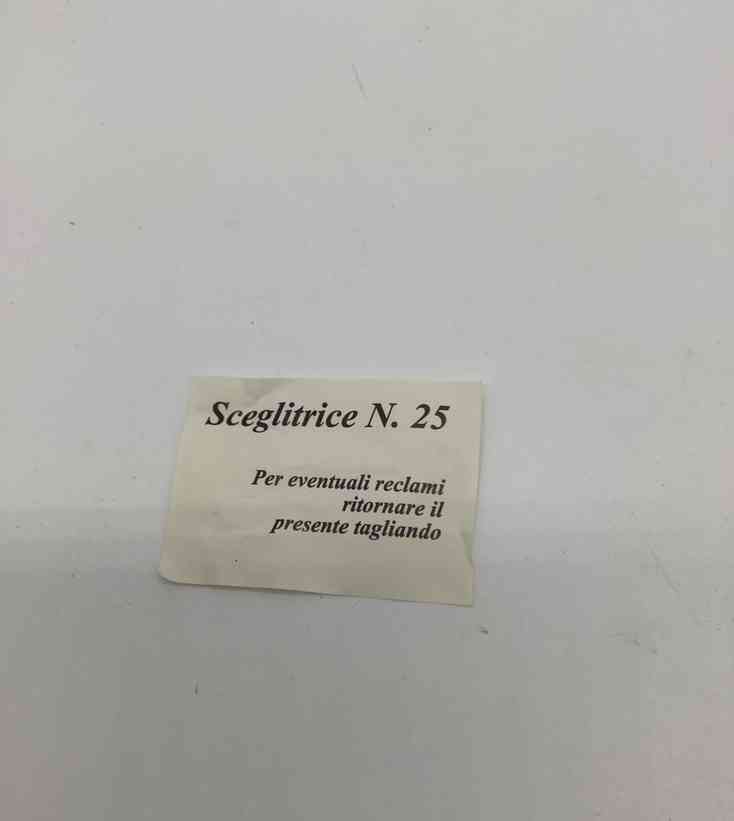 Sceglitrice N. 25
Per eventuali reclami
ritornare il
presente tagliando